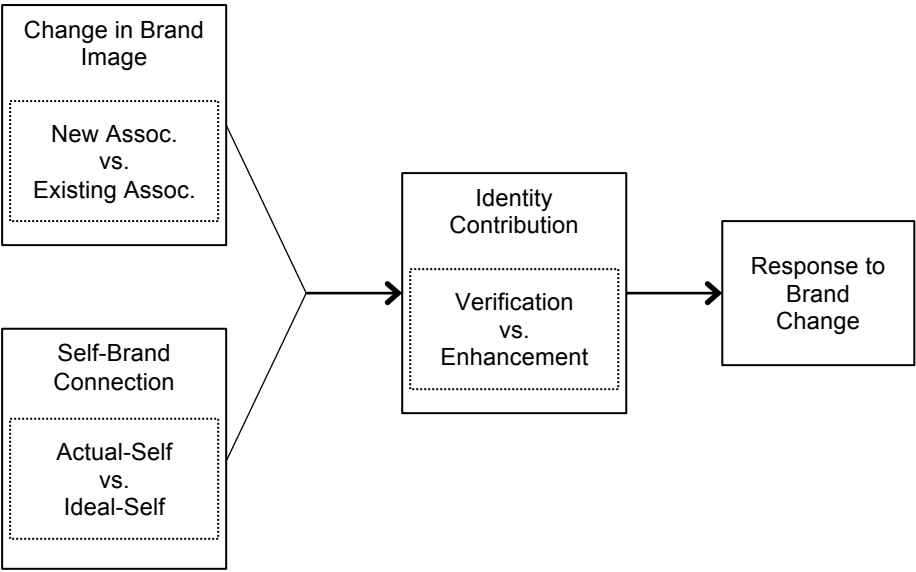 Change in Brand
Image
New Assoc.
vs.
Existing Assoc.
Self-Brand
Connection
Actual-Self
vs.
Ideal-Self
Identity
Contribution
Verification
vs.
Enhancement
Response to
Brand
Change